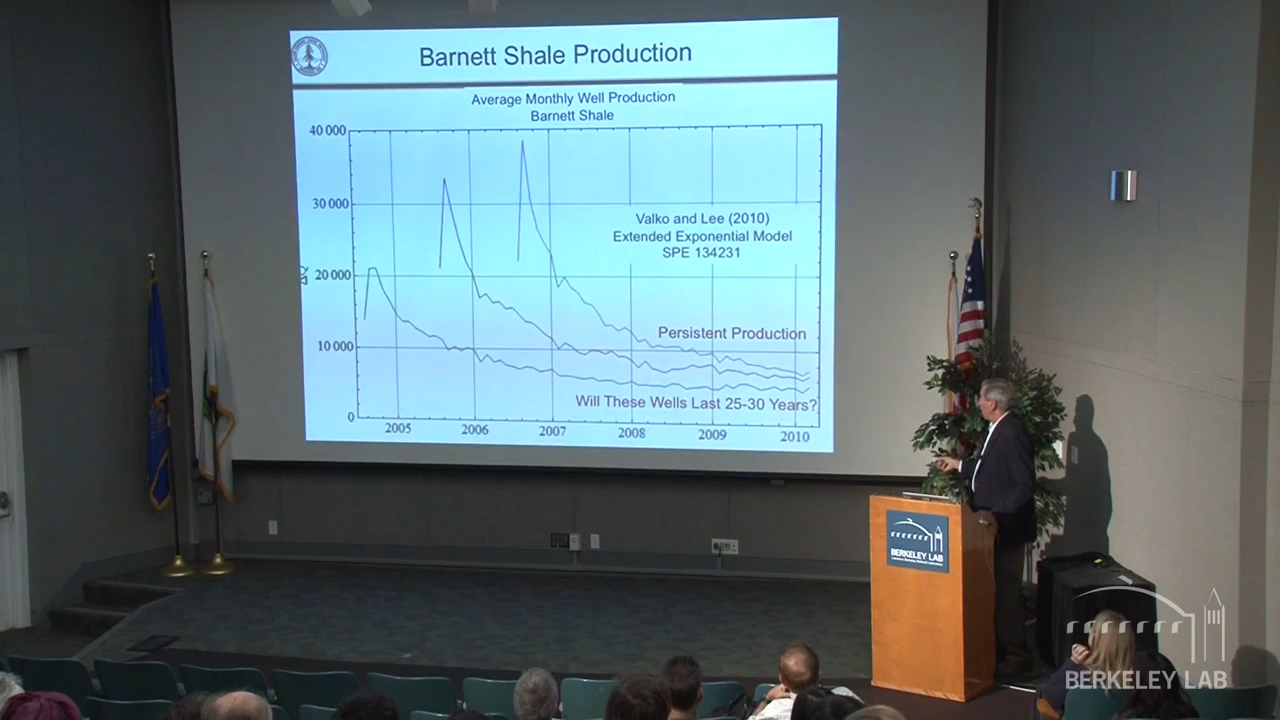 Barnett Shale Production
Average Monthly Well Production
Barnett Shale
40 000
30 000
20 000
10 000
0
Valko and Lee (2010)
Extended Exponential Model
SPE 134231
Persistent Production
Will These Wells Last 25-30 Years?
2005 2006 2007 2008 2009 2010
BERKELEY LAB
BERKELEY LAB